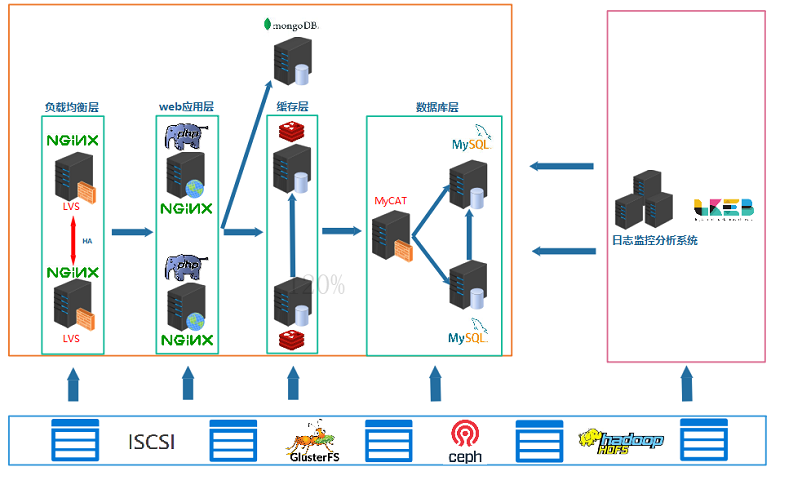 mongoDB
负载均衡层
web应用层
缓存层
数据库层
NGINX
LVS
HA
NGINX
LVS
php
NGINX
php
NGINX
120%
MyCAT
MySQL
MySQL
日志监控分析系统
ISCSI
GlusterFS
ceph
hadoop
HDFS